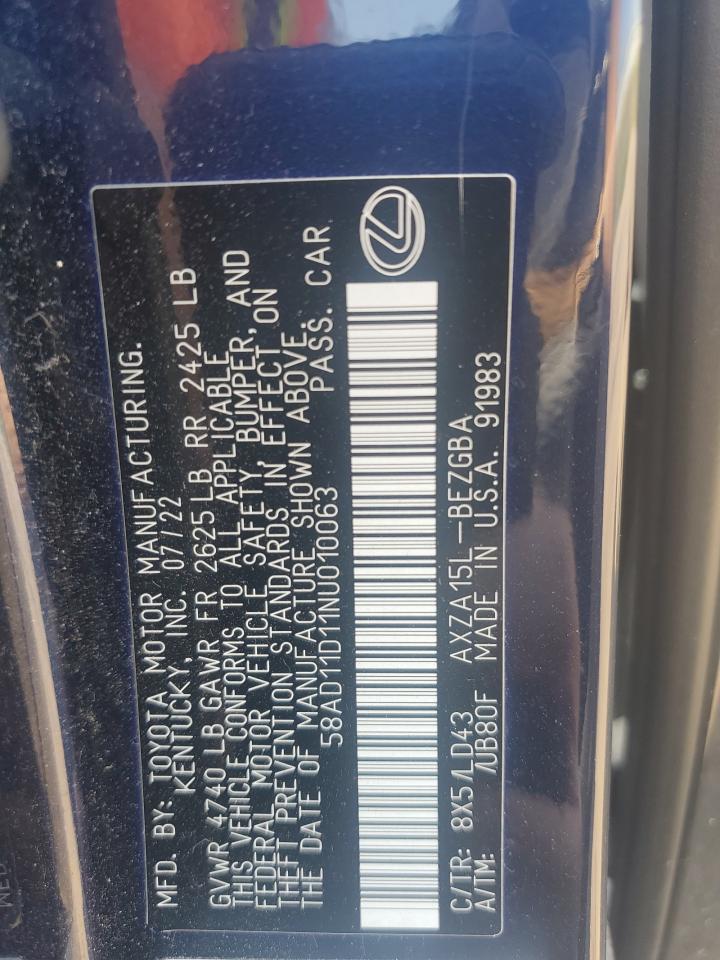 MFD. BY: TOYOTA MOTOR MANUFACTURING.
KENTUCKY, INC. 07/22
GVWR 4740 LB GAWR FR 2625 LB RR 2425 LB
THIS VEHICLE CONFORMS TO ALL APPLICABLE
FEDERAL MOTOR VEHICLE SAFETY, BUMPER, AND
THEFT PREVENTION STANDARDS IN EFFECT ON
THE DATE OF MANUFACTURE SHOWN ABOVE.
58AD11D11NU010063 PASS. CAR
C/TR: 8X5/LD43 AXZA15L-BEZGBA
A/TM: /UB80F MADE IN U.S.A. 91983